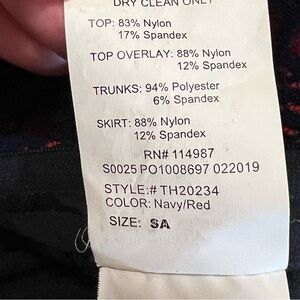 DRY CLEAN ONLY
TOP: 83% Nylon
17% Spandex
TOP OVERLAY: 88% Nylon
12% Spandex
TRUNKS: 94% Polyester
6% Spandex
SKIRT: 88% Nylon
12% Spandex
RN# 114987
S0025 PO1008697 022019
STYLE:# TH20234
COLOR: Navy/Red
SIZE: SA